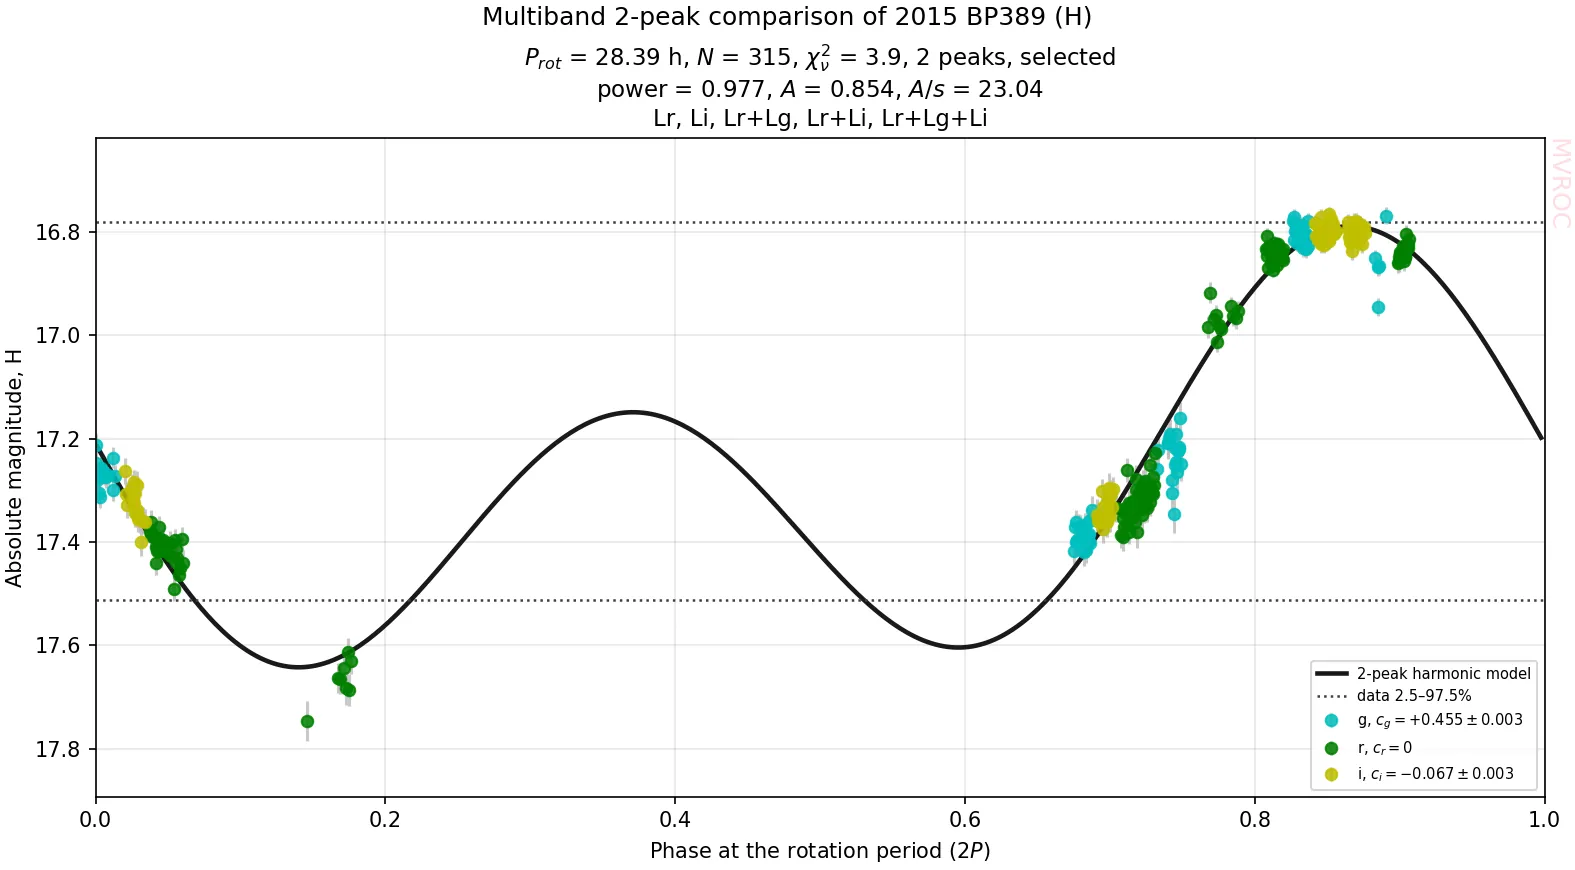 Multiband 2-peak comparison of 2015 BP389 (H)
P_rot = 28.39 h, N = 315, χ²_ν = 3.9, 2 peaks, selected
power = 0.977, A = 0.854, A/s = 23.04
Lr, Li, Lr+Lg, Lr+Li, Lr+Lg+Li
MVROC
Absolute magnitude, H
16.8
17.0
17.2
17.4
17.6
17.8
2-peak harmonic model
data 2.5–97.5%
g, c_g = +0.455 ± 0.003
r, c_r = 0
i, c_i = −0.067 ± 0.003
0.0 0.2 0.4 0.6 0.8 1.0
Phase at the rotation period (2P)